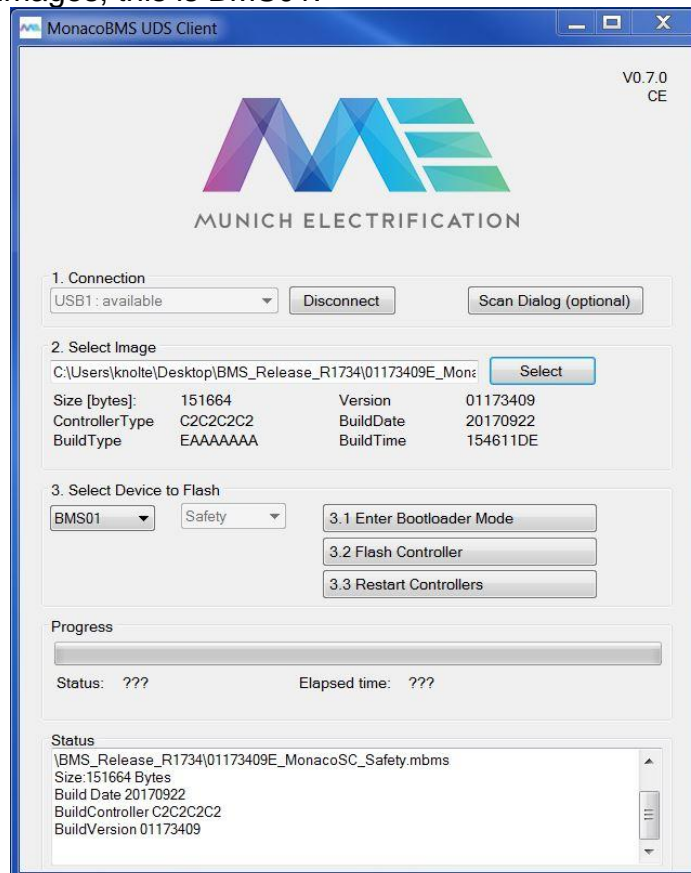 images, this is BMS01.
MonacoBMS UDS Client
V0.7.0
CE
MUNICH ELECTRIFICATION
1. Connection
USB1 : available Disconnect Scan Dialog (optional)
2. Select Image
C:\Users\knolte\Desktop\BMS_Release_R1734\01173409E_Mona Select
Size [bytes]: 151664 Version 01173409
ControllerType C2C2C2C2 BuildDate 20170922
BuildType EAAAAAAA BuildTime 154611DE
3. Select Device to Flash
BMS01 Safety 3.1 Enter Bootloader Mode
3.2 Flash Controller
3.3 Restart Controllers
Progress
Status: ??? Elapsed time: ???
Status
\BMS_Release_R1734\01173409E_MonacoSC_Safety.mbms
Size:151664 Bytes
Build Date 20170922
BuildController C2C2C2C2
BuildVersion 01173409